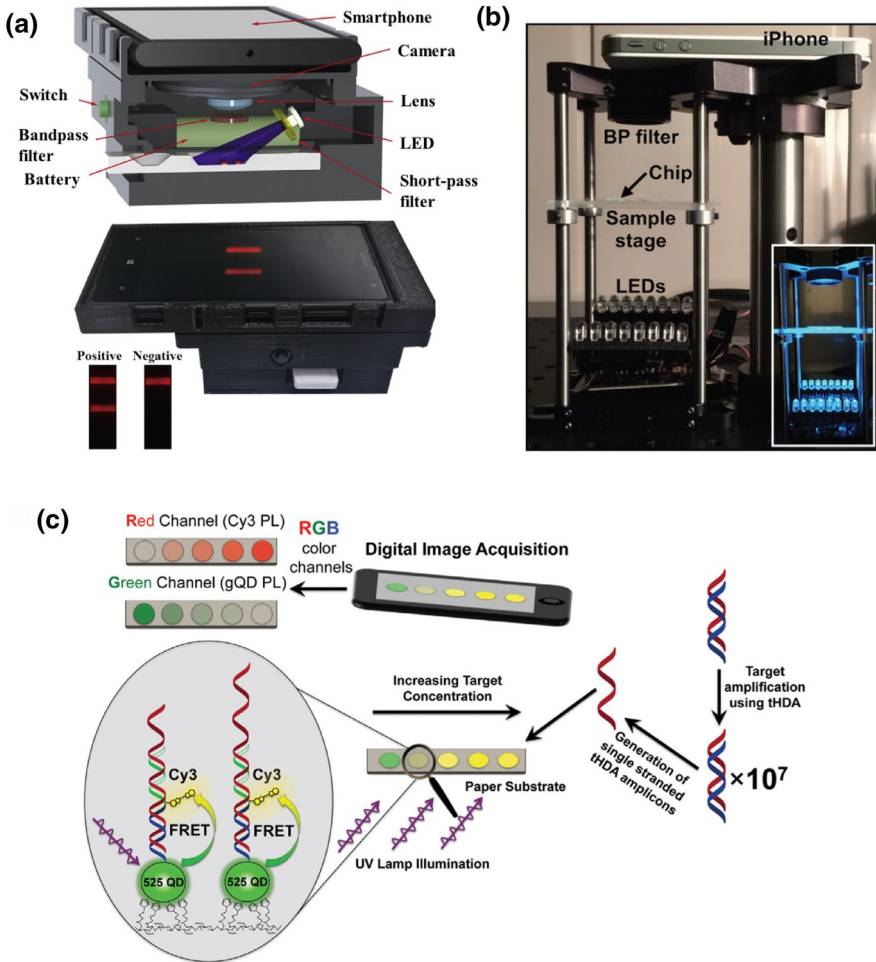 (a)
Smartphone
Camera
Switch
Lens
Bandpass
filter
LED
Battery
Short-pass
filter
Positive
Negative
(b)
iPhone
BP filter
Chip
Sample
stage
LEDs
(c)
Red Channel (Cy3 PL)
RGB
color
channels
Digital Image Acquisition
Green Channel (gQD PL)
Increasing Target
Concentration
Target
amplification
using tHDA
Generation of
single stranded
tHDA amplicons
×10⁷
Paper Substrate
UV Lamp Illumination
Cy3
Cy3
FRET
FRET
525 QD
525 QD